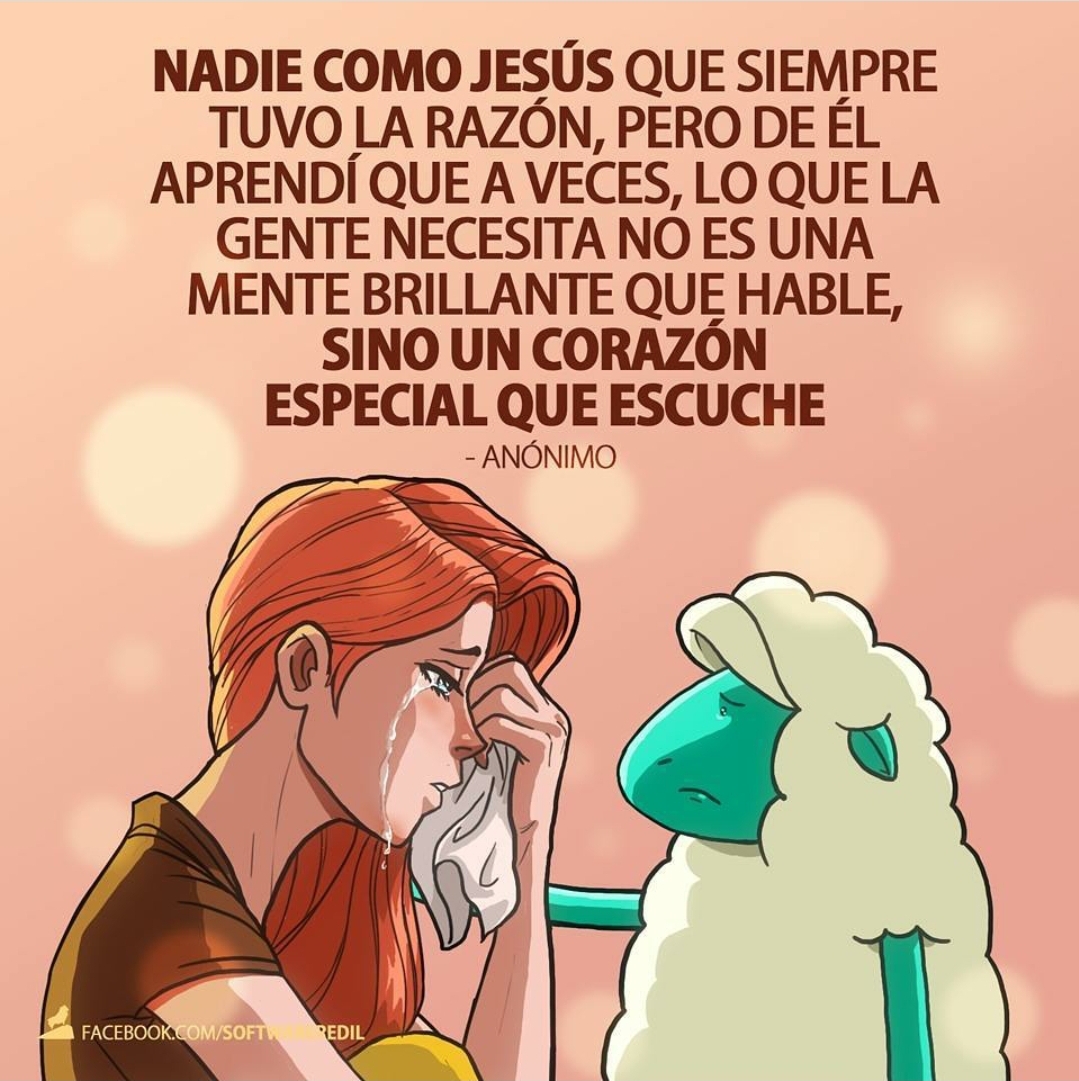 NADIE COMO JESÚS QUE SIEMPRE
TUVO LA RAZÓN, PERO DE ÉL
APRENDÍ QUE A VECES, LO QUE LA
GENTE NECESITA NO ES UNA
MENTE BRILLANTE QUE HABLE,
SINO UN CORAZÓN
ESPECIAL QUE ESCUCHE
- ANÓNIMO
FACEBOOK.COM/SOFTWAREREDIL